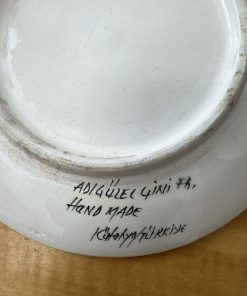 ADIGÜZEL ÇİNİ FB.
HAND MADE
Kütahya/TÜRKİYE